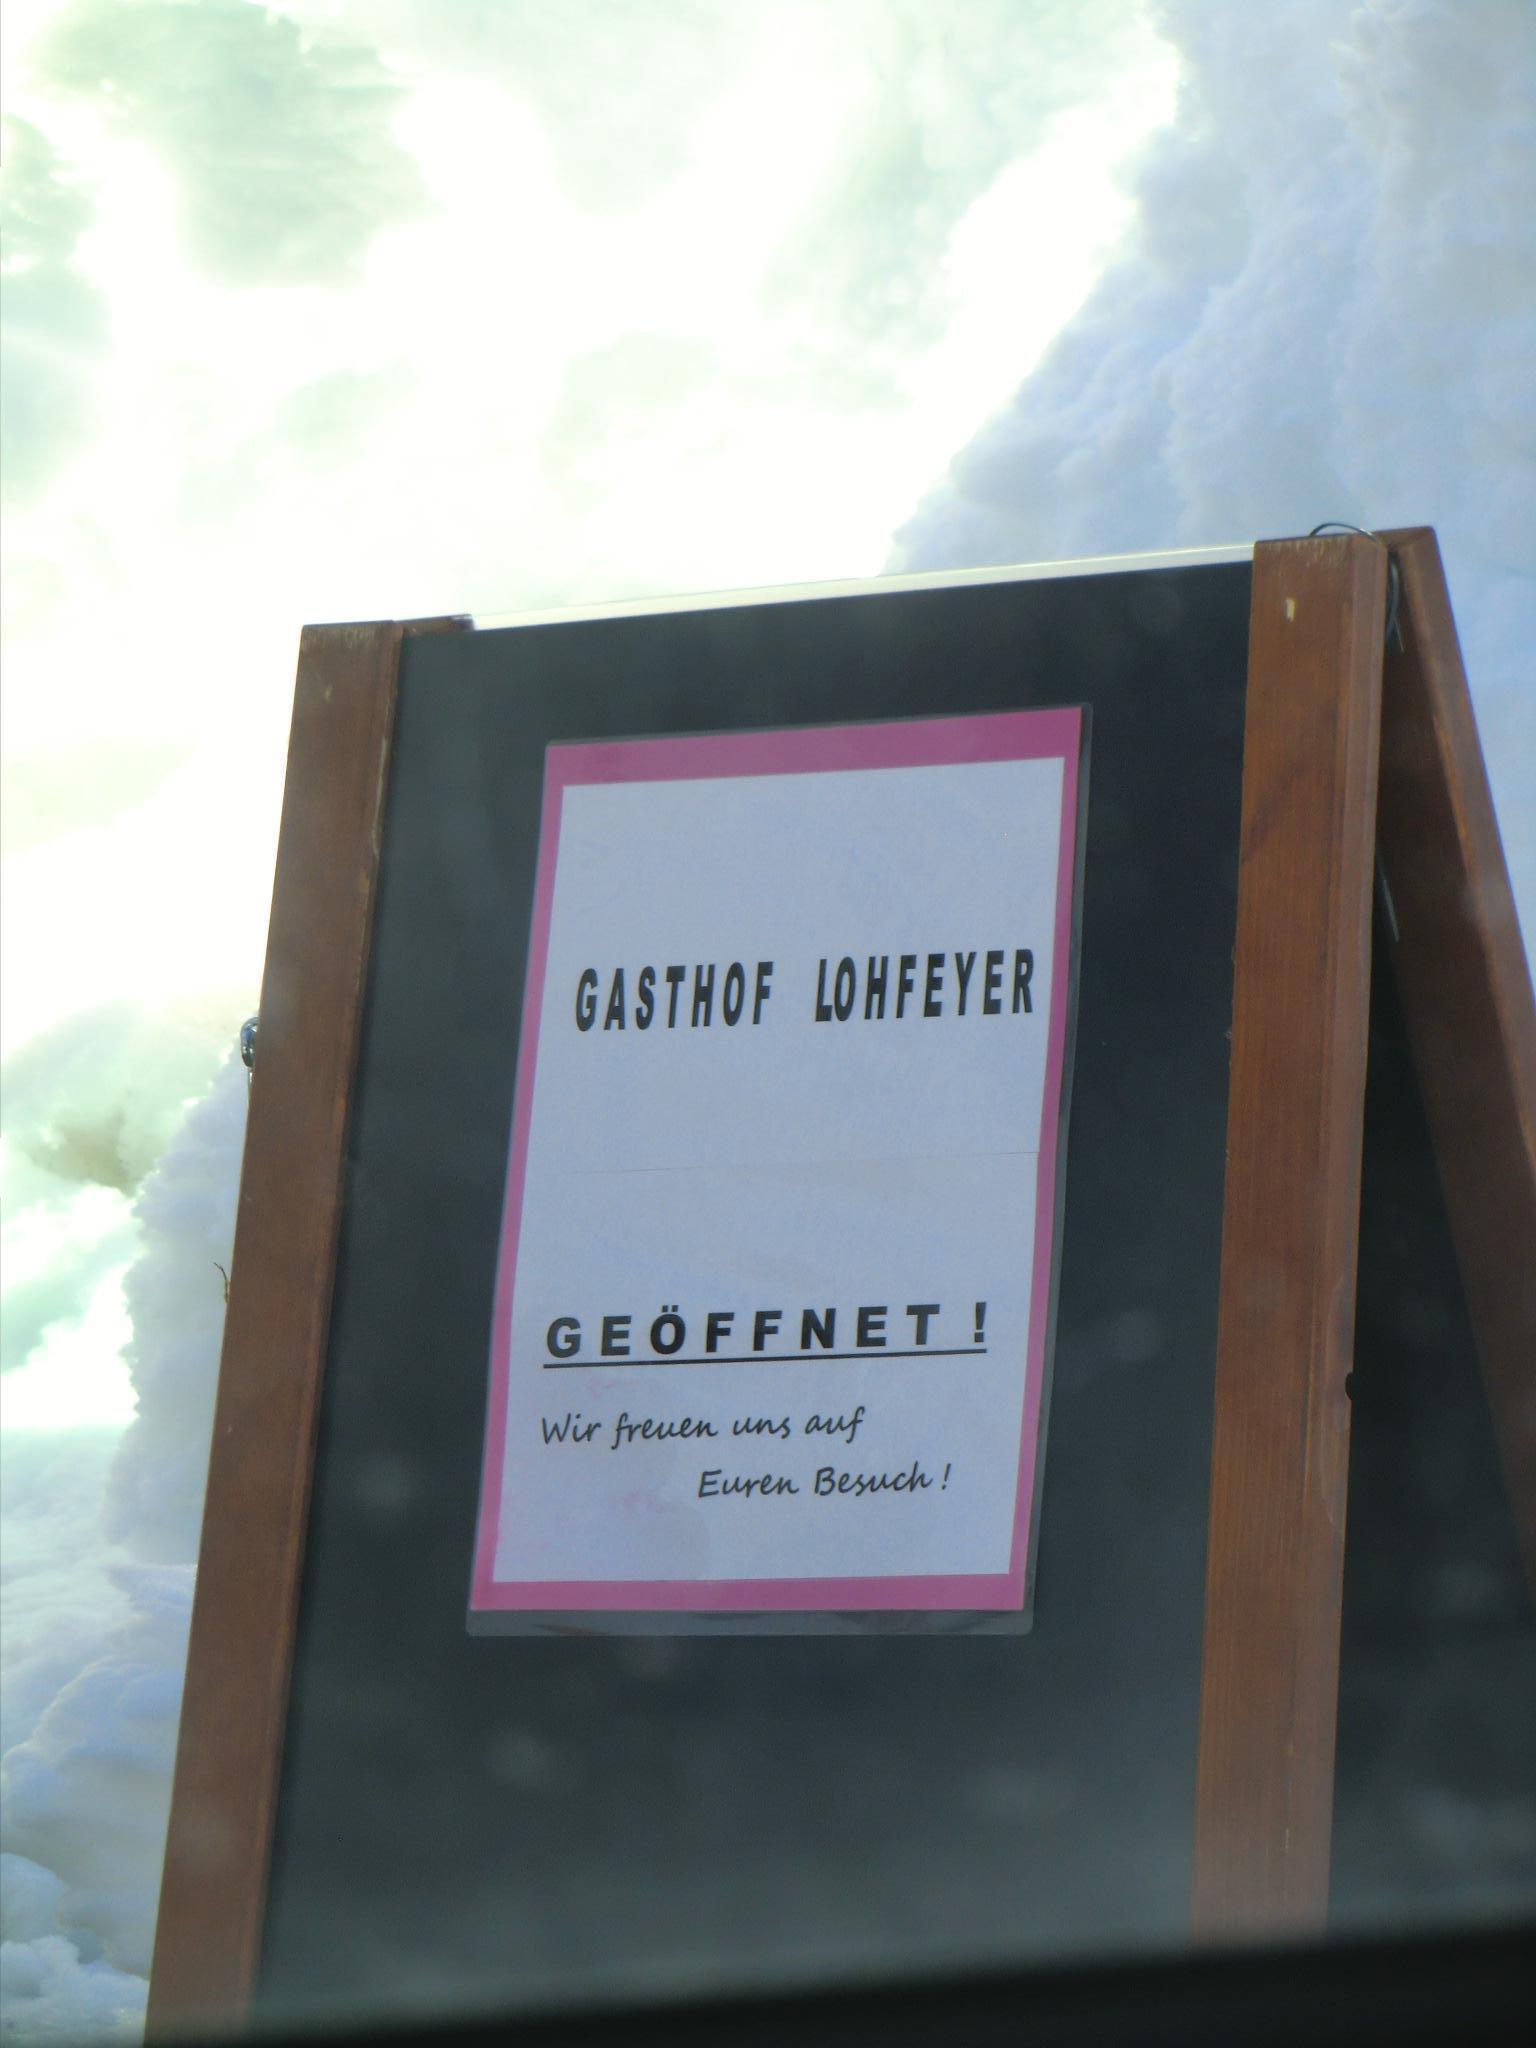 GASTHOF LOHFEYER
GEÖFFNET !
Wir freuen uns auf
Euren Besuch !